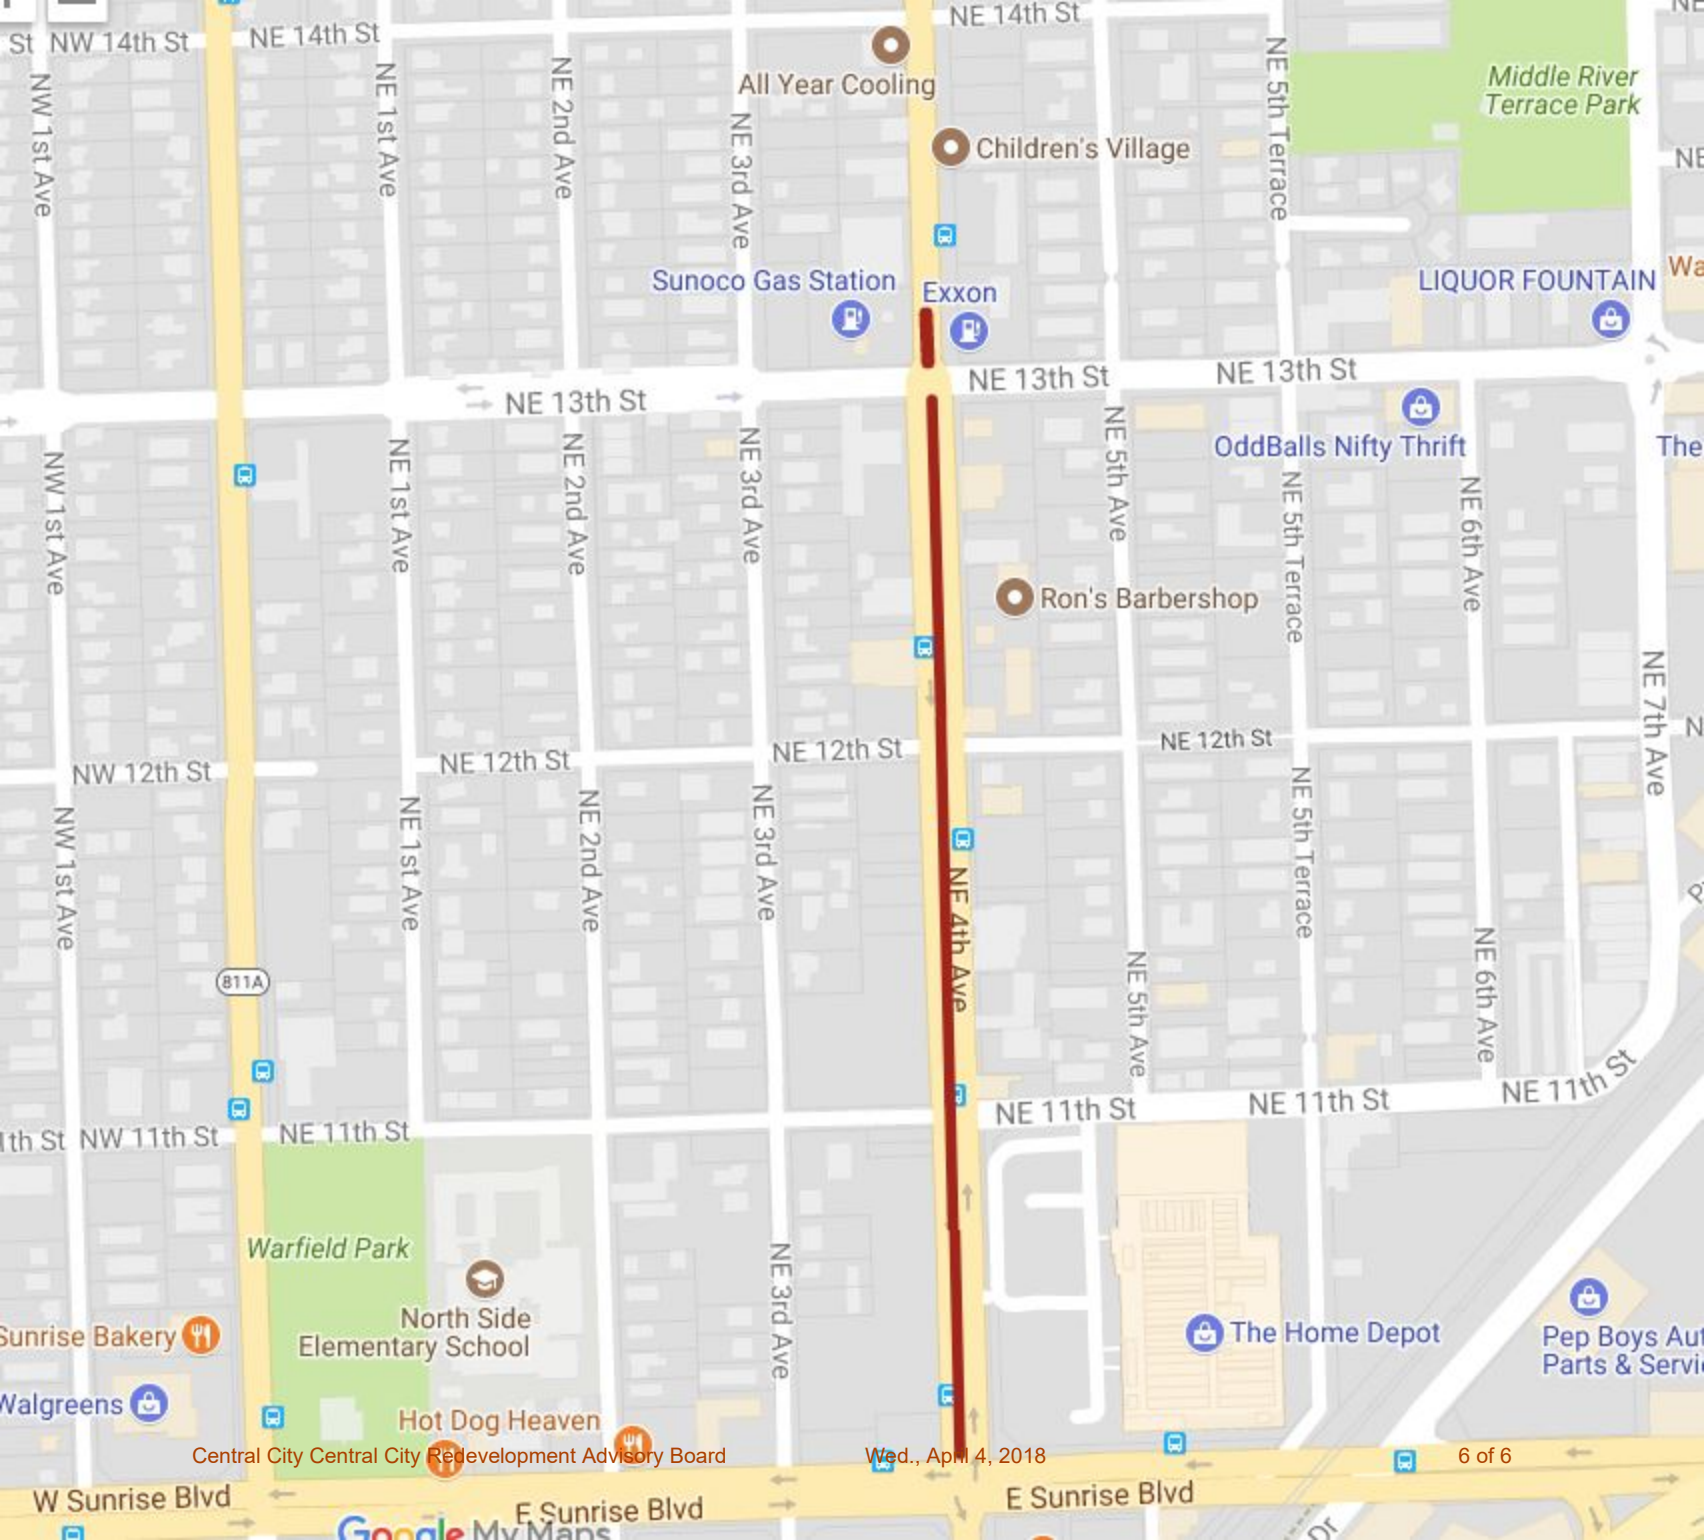 NE 14th St
St
NW 14th St
NE 14th St
All Year Cooling
Middle River
Terrace Park
NW 1st Ave
NE 1st Ave
NE 2nd Ave
NE 3rd Ave
NE 5th Terrace
Children's Village
NE
Sunoco Gas Station
Exxon
LIQUOR FOUNTAIN
Wa
NE 13th St
NE 13th St
NE 13th St
OddBalls Nifty Thrift
The
NW 1st Ave
NE 1st Ave
NE 2nd Ave
NE 3rd Ave
NE 5th Ave
NE 5th Terrace
NE 6th Ave
Ron's Barbershop
NE 7th Ave
NW 12th St
NE 12th St
NE 12th St
NE 12th St
N
NW 1st Ave
NE 1st Ave
NE 2nd Ave
NE 3rd Ave
NE 4th Ave
NE 5th Terrace
NE 5th Ave
NE 6th Ave
811A
1th St
NW 11th St
NE 11th St
NE 11th St
NE 11th St
NE 11th St
Warfield Park
North Side
Elementary School
NE 3rd Ave
Sunrise Bakery
The Home Depot
Pep Boys Aut
Parts & Servi
Walgreens
Hot Dog Heaven
Central City Central City Redevelopment Advisory Board
Wed., April 4, 2018
6 of 6
W Sunrise Blvd
E Sunrise Blvd
E Sunrise Blvd
Google My Maps
Dr